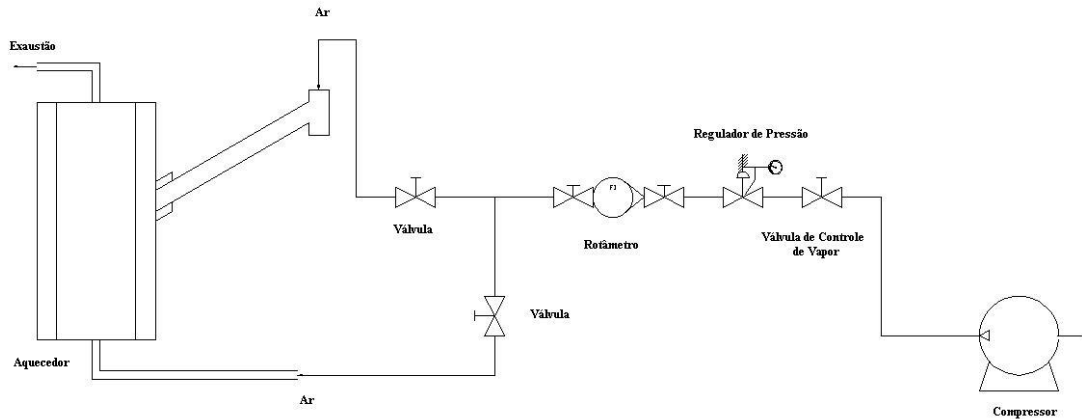 Ar
Exaustão
Regulador de Pressão
Válvula
Rotâmetro
Válvula de Controle
de Vapor
Válvula
Aquecedor
Ar
Compressor